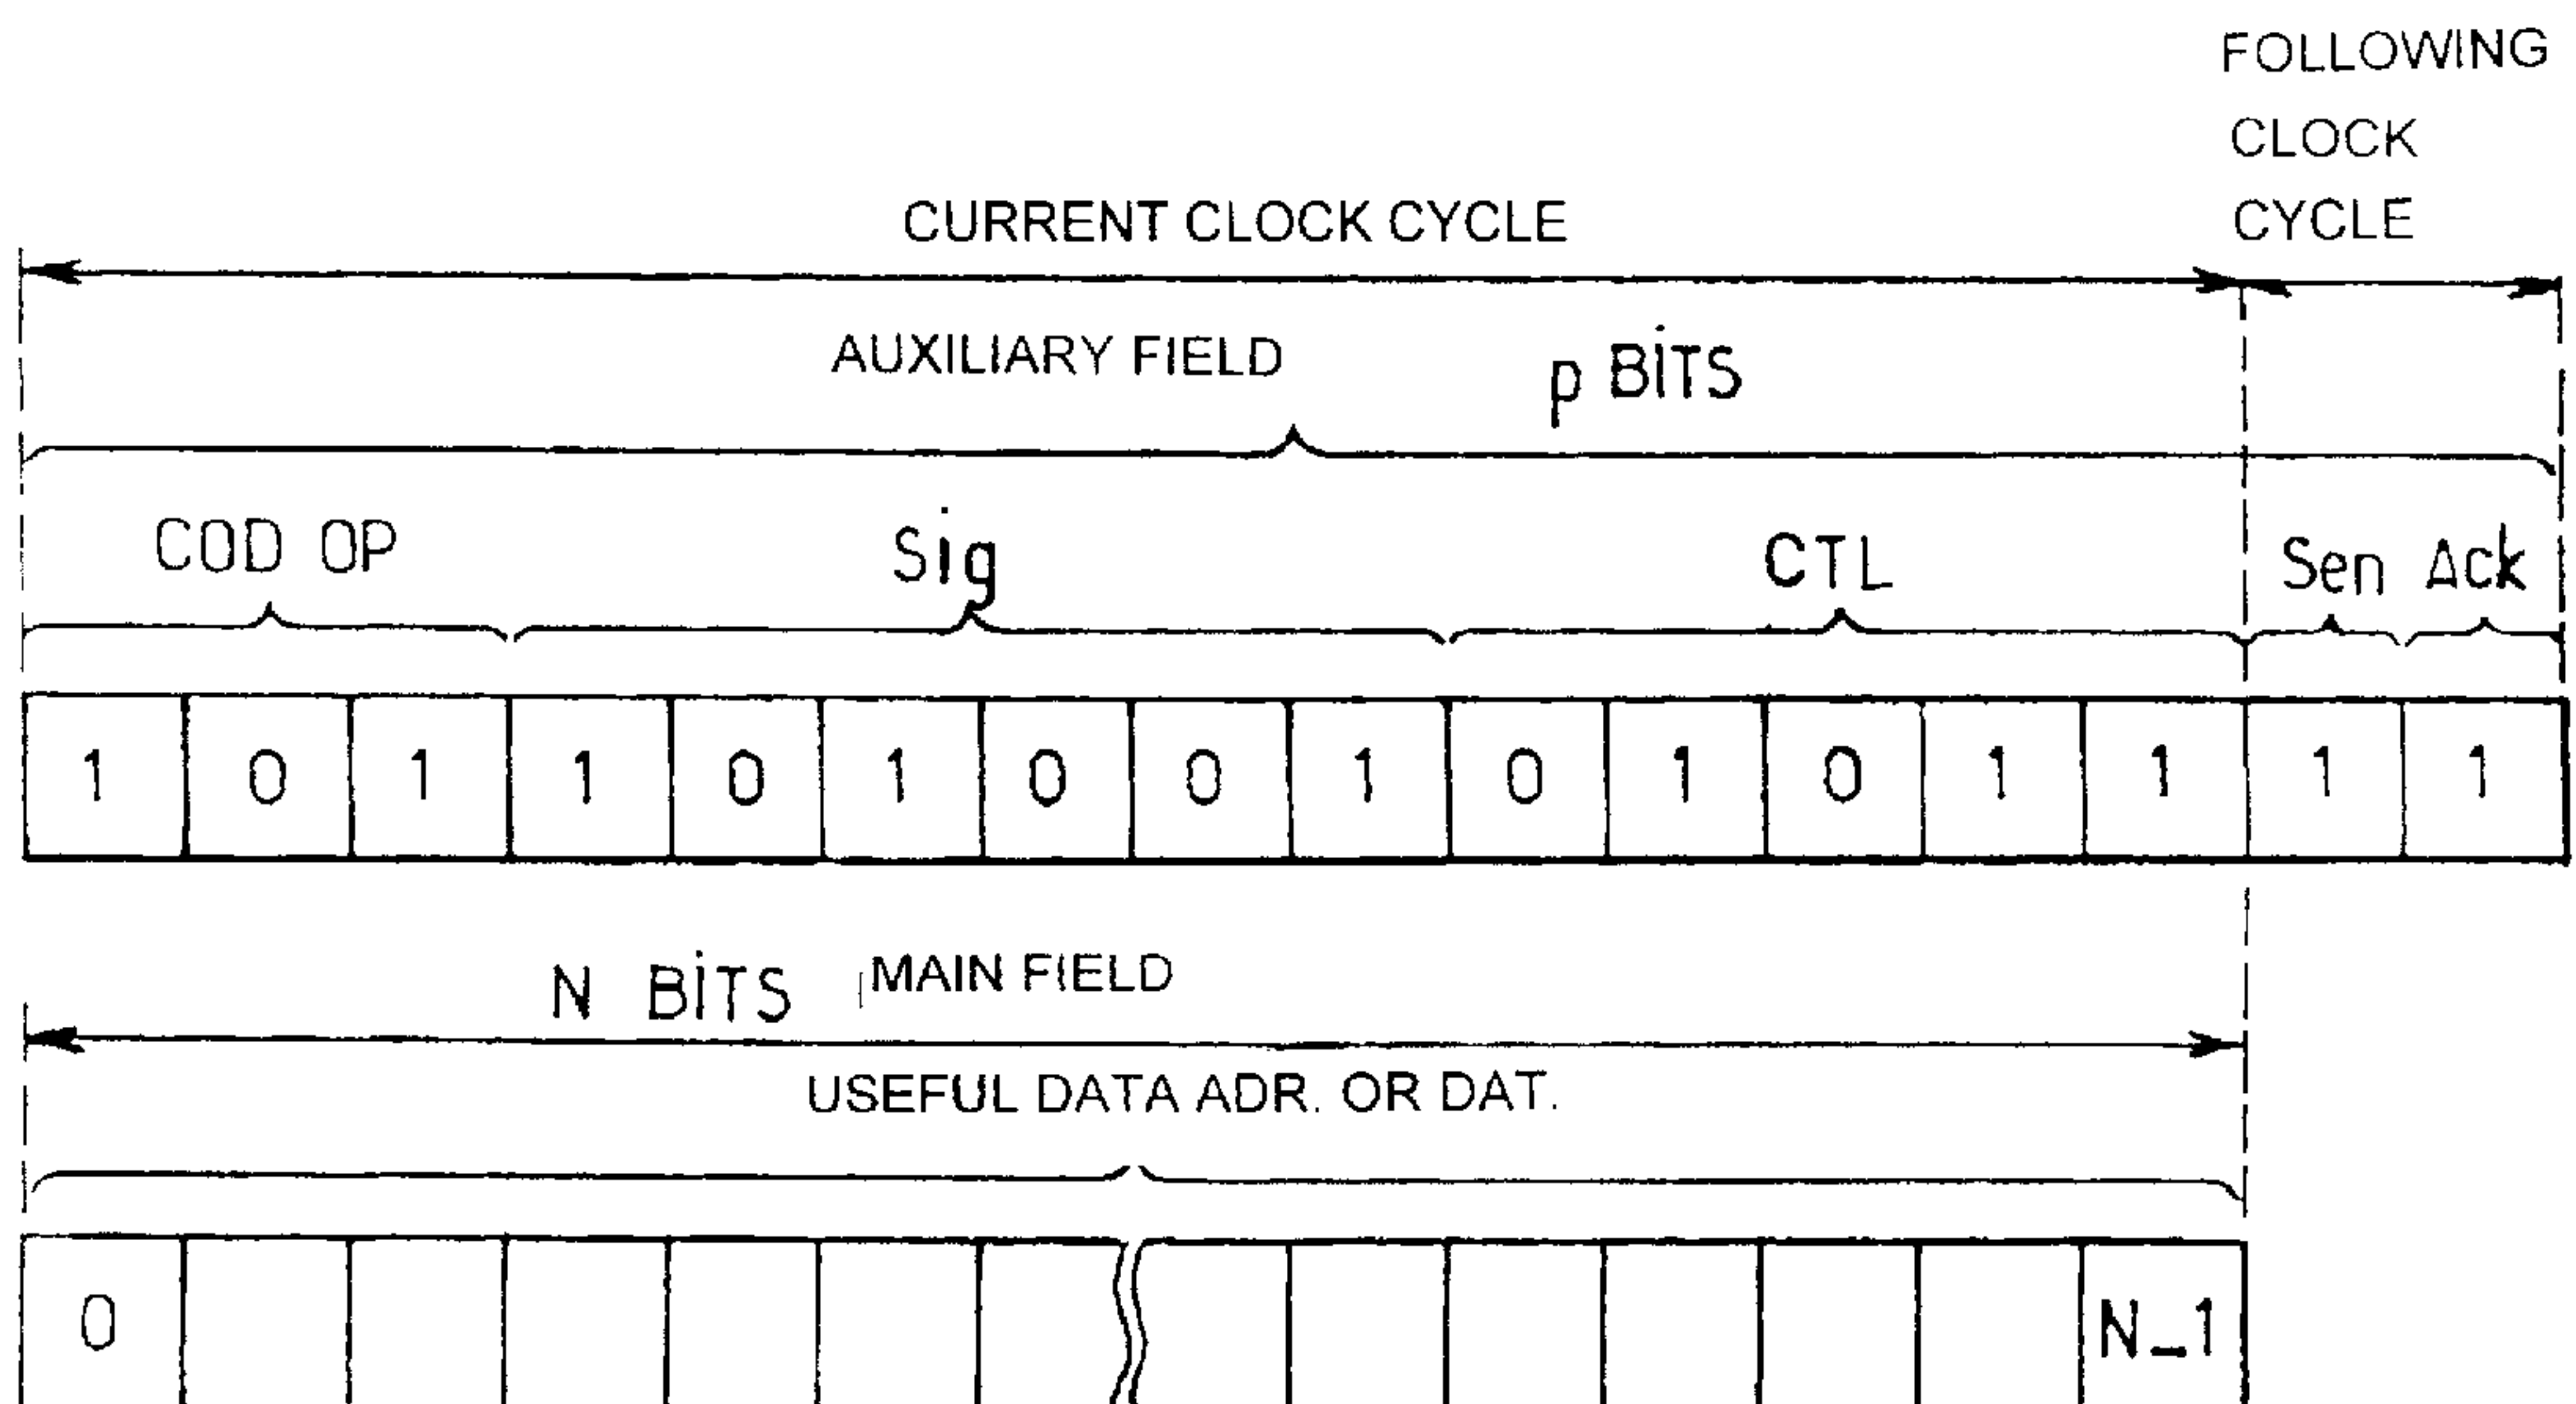 FOLLOWING
CLOCK
CYCLE
CURRENT CLOCK CYCLE
AUXILIARY FIELD p BiTS
COD OP Sig CTL Sen Ack
1 0 1 1 0 1 0 0 1 0 1 0 1 1 1 1
N BiTS MAIN FIELD
USEFUL DATA ADR. OR DAT.
0 N_1